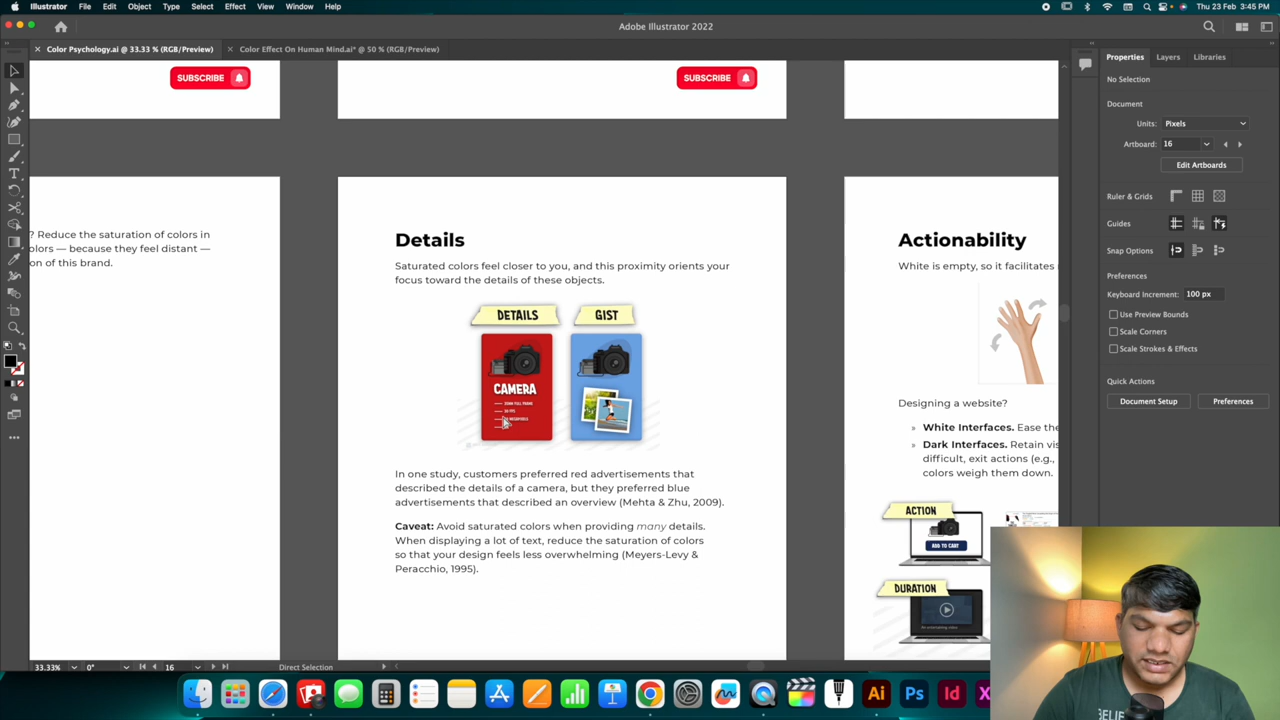 Illustrator File Edit Object Type Select Effect View Window Help
Thu 23 Feb 3:45 PM
Adobe Illustrator 2022
Color Psychology.ai @ 33.33 % (RGB/Preview)
Color Effect On Human Mind.ai* @ 50 % (RGB/Preview)
SUBSCRIBE
SUBSCRIBE
? Reduce the saturation of colors in
olors — because they feel distant —
on of this brand.
Details
Saturated colors feel closer to you, and this proximity orients your
focus toward the details of these objects.
DETAILS
GIST
CAMERA
In one study, customers preferred red advertisements that
described the details of a camera, but they preferred blue
advertisements that described an overview (Mehta & Zhu, 2009).
Caveat: Avoid saturated colors when providing many details.
When displaying a lot of text, reduce the saturation of colors
so that your design feels less overwhelming (Meyers-Levy &
Peracchio, 1995).
Actionability
White is empty, so it facilitates
Designing a website?
» White Interfaces. Ease the
» Dark Interfaces. Retain vis
difficult, exit actions (e.g.,
colors weigh them down.
ACTION
ADD TO CART
DURATION
Properties Layers Libraries
No Selection
Document
Units: Pixels
Artboard: 16
Edit Artboards
Ruler & Grids
Guides
Snap Options
Preferences
Keyboard Increment: 100 px
Use Preview Bounds
Scale Corners
Scale Strokes & Effects
Quick Actions
Document Setup
Preferences
33.33% 0° 16 Direct Selection
Ai Ps Id X